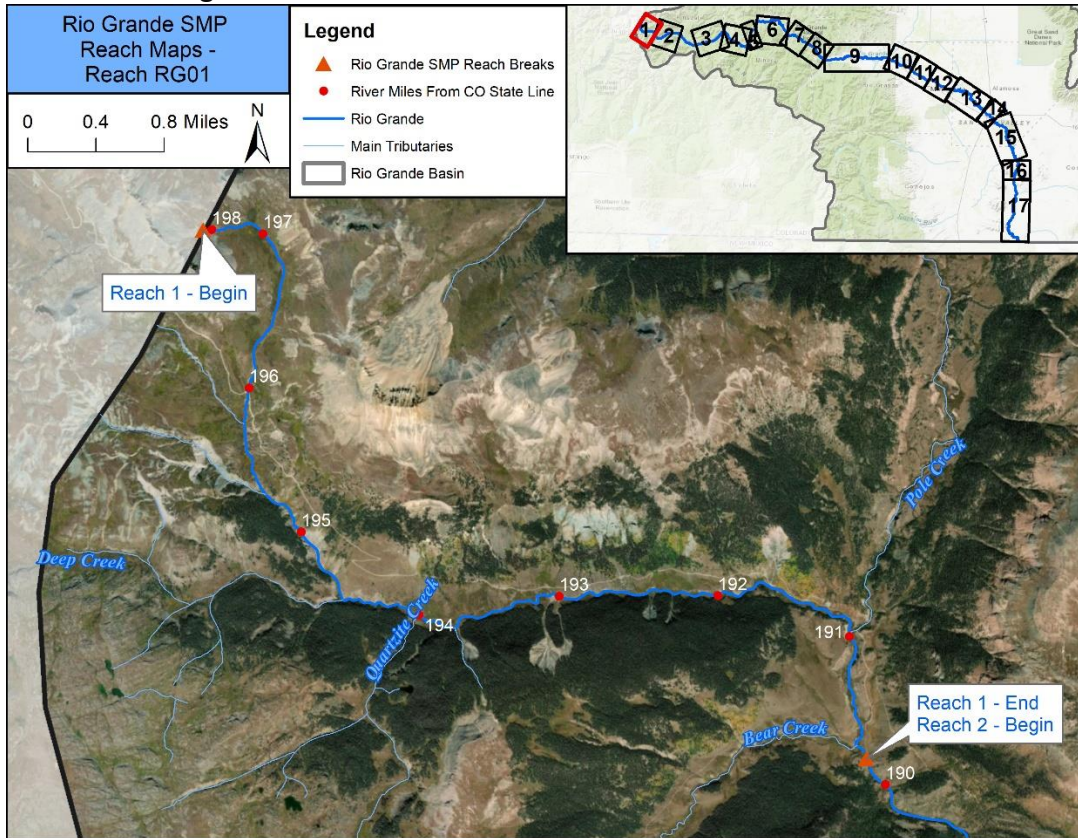 Rio Grande SMP
Reach Maps -
Reach RG01
0 0.4 0.8 Miles
N
Legend
Rio Grande SMP Reach Breaks
River Miles From CO State Line
Rio Grande
Main Tributaries
Rio Grande Basin
1
2
3
4
5
6
7
8
9
10
11
12
13
14
15
16
17
Alamosa
Conejos
198
197
Reach 1 - Begin
196
195
Deep Creek
Quartzite Creek
194
193
192
191
Pole Creek
Bear Creek
Reach 1 - End
Reach 2 - Begin
190